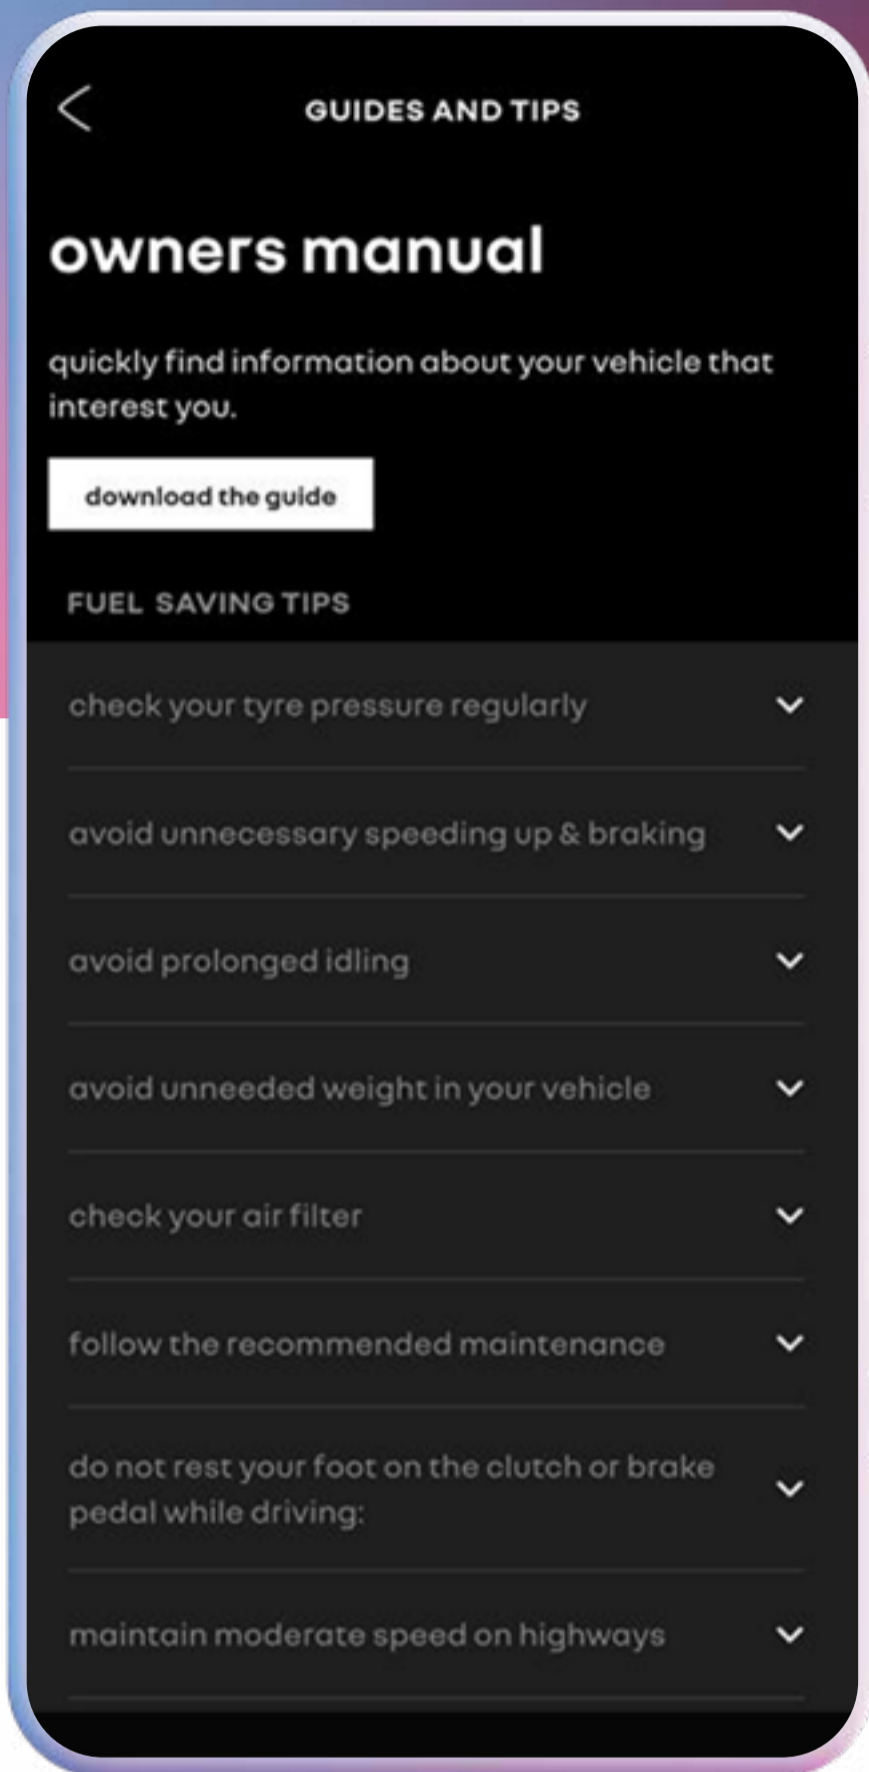 GUIDES AND TIPS
owners manual
quickly find information about your vehicle that
interest you.
download the guide
FUEL SAVING TIPS
check your tyre pressure regularly
avoid unnecessary speeding up & braking
avoid prolonged idling
avoid unneeded weight in your vehicle
check your air filter
follow the recommended maintenance
do not rest your foot on the clutch or brake
pedal while driving:
maintain moderate speed on highways